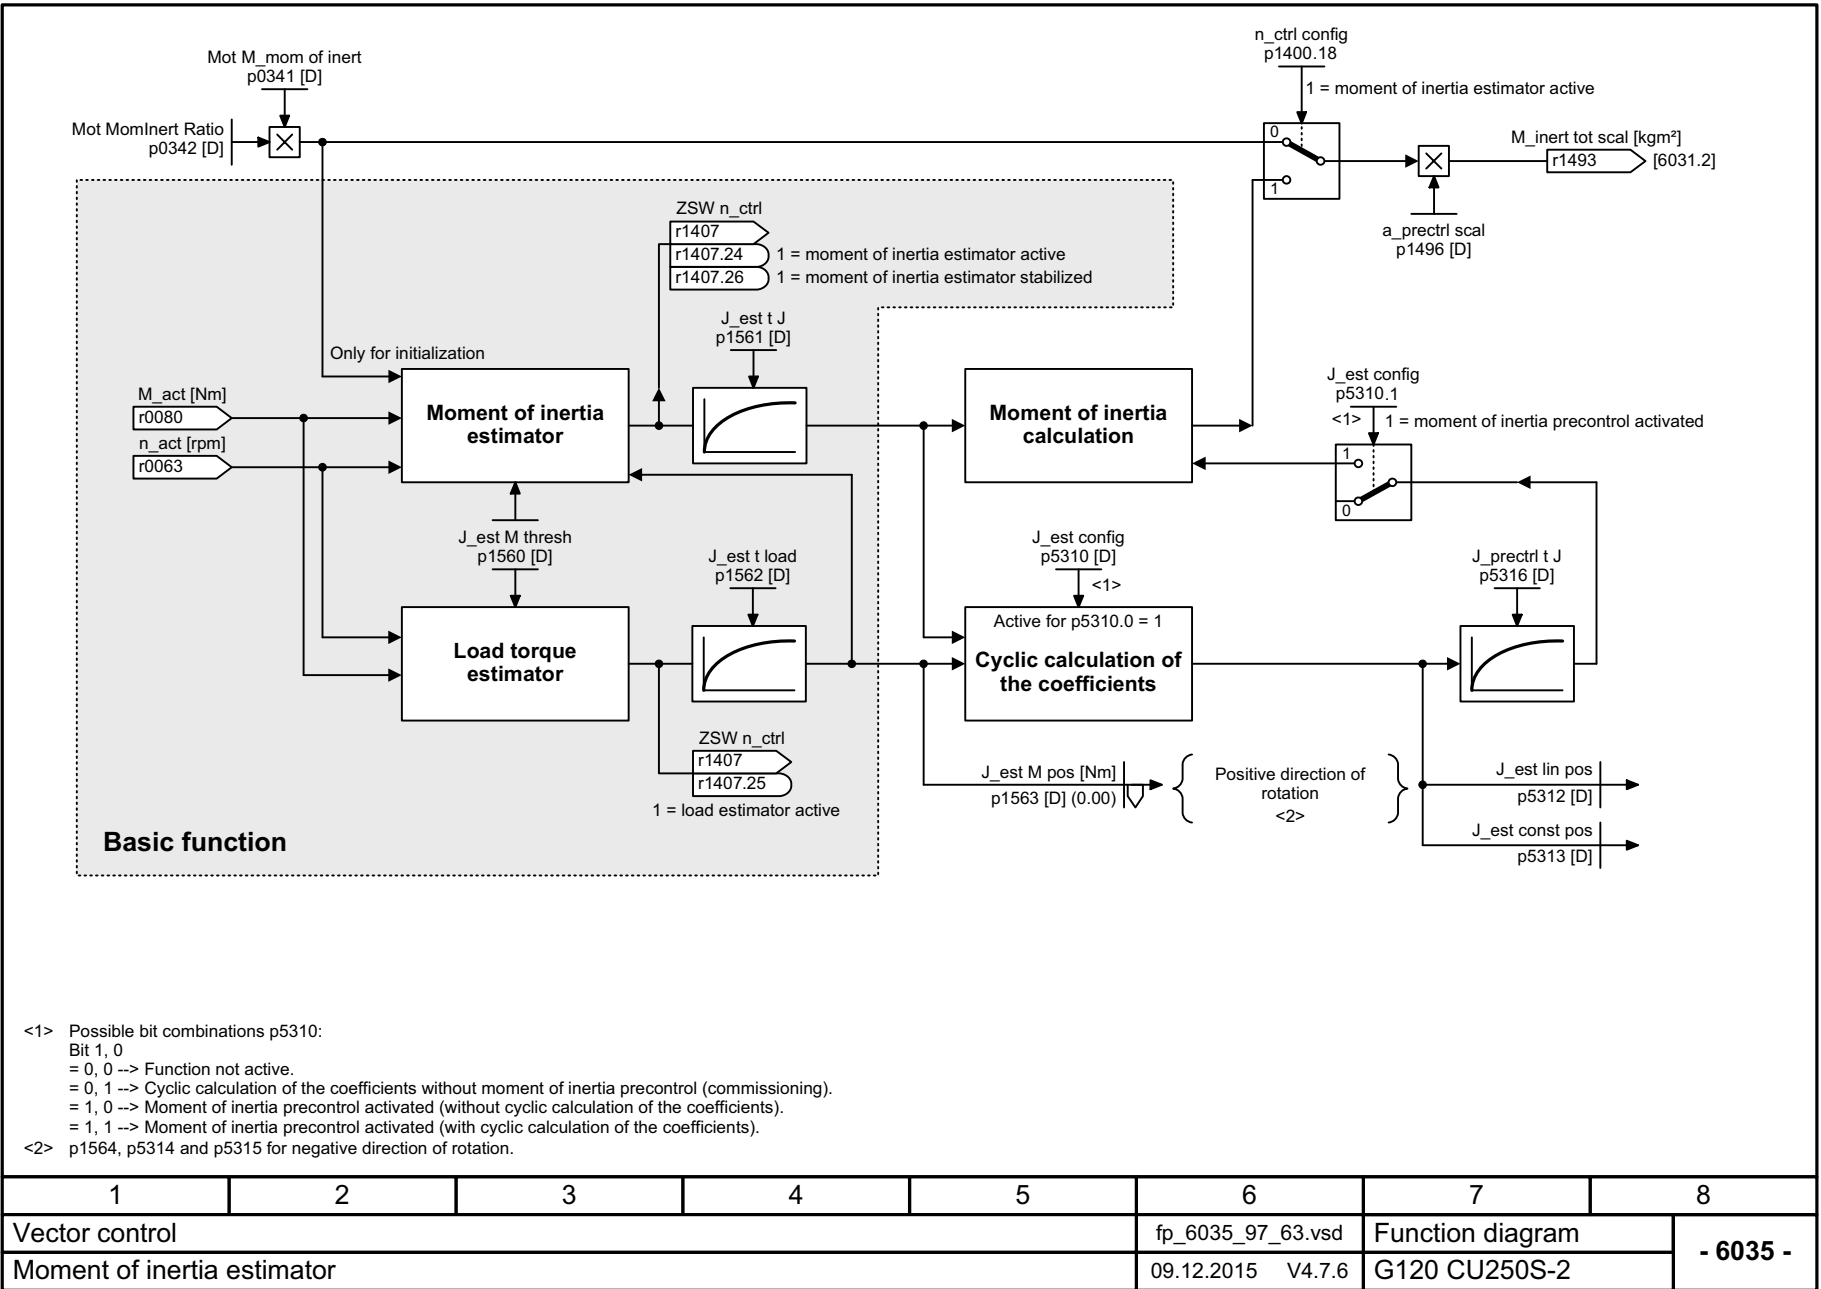 n_ctrl config
p1400.18
1 = moment of inertia estimator active
Mot M_mom of inert
p0341 [D]
Mot MomInert Ratio
p0342 [D]
0
1
M_inert tot scal [kgm²]
r1493
[6031.2]
a_prectrl scal
p1496 [D]
ZSW n_ctrl
r1407
r1407.24
1 = moment of inertia estimator active
r1407.26
1 = moment of inertia estimator stabilized
J_est t J
p1561 [D]
Only for initialization
M_act [Nm]
r0080
n_act [rpm]
r0063
Moment of inertia
estimator
Moment of inertia
calculation
J_est config
p5310.1
<1>
1 = moment of inertia precontrol activated
1
0
J_est M thresh
p1560 [D]
J_est t load
p1562 [D]
J_est config
p5310 [D]
<1>
J_prectrl t J
p5316 [D]
Load torque
estimator
Active for p5310.0 = 1
Cyclic calculation of
the coefficients
ZSW n_ctrl
r1407
r1407.25
1 = load estimator active
J_est M pos [Nm]
p1563 [D] (0.00)
Positive direction of
rotation
<2>
J_est lin pos
p5312 [D]
J_est const pos
p5313 [D]
Basic function
<1> Possible bit combinations p5310:
Bit 1, 0
= 0, 0 --> Function not active.
= 0, 1 --> Cyclic calculation of the coefficients without moment of inertia precontrol (commissioning).
= 1, 0 --> Moment of inertia precontrol activated (without cyclic calculation of the coefficients).
= 1, 1 --> Moment of inertia precontrol activated (with cyclic calculation of the coefficients).
<2> p1564, p5314 and p5315 for negative direction of rotation.
1 2 3 4 5 6 7 8
Vector control
fp_6035_97_63.vsd
Function diagram
- 6035 -
Moment of inertia estimator
09.12.2015 V4.7.6
G120 CU250S-2